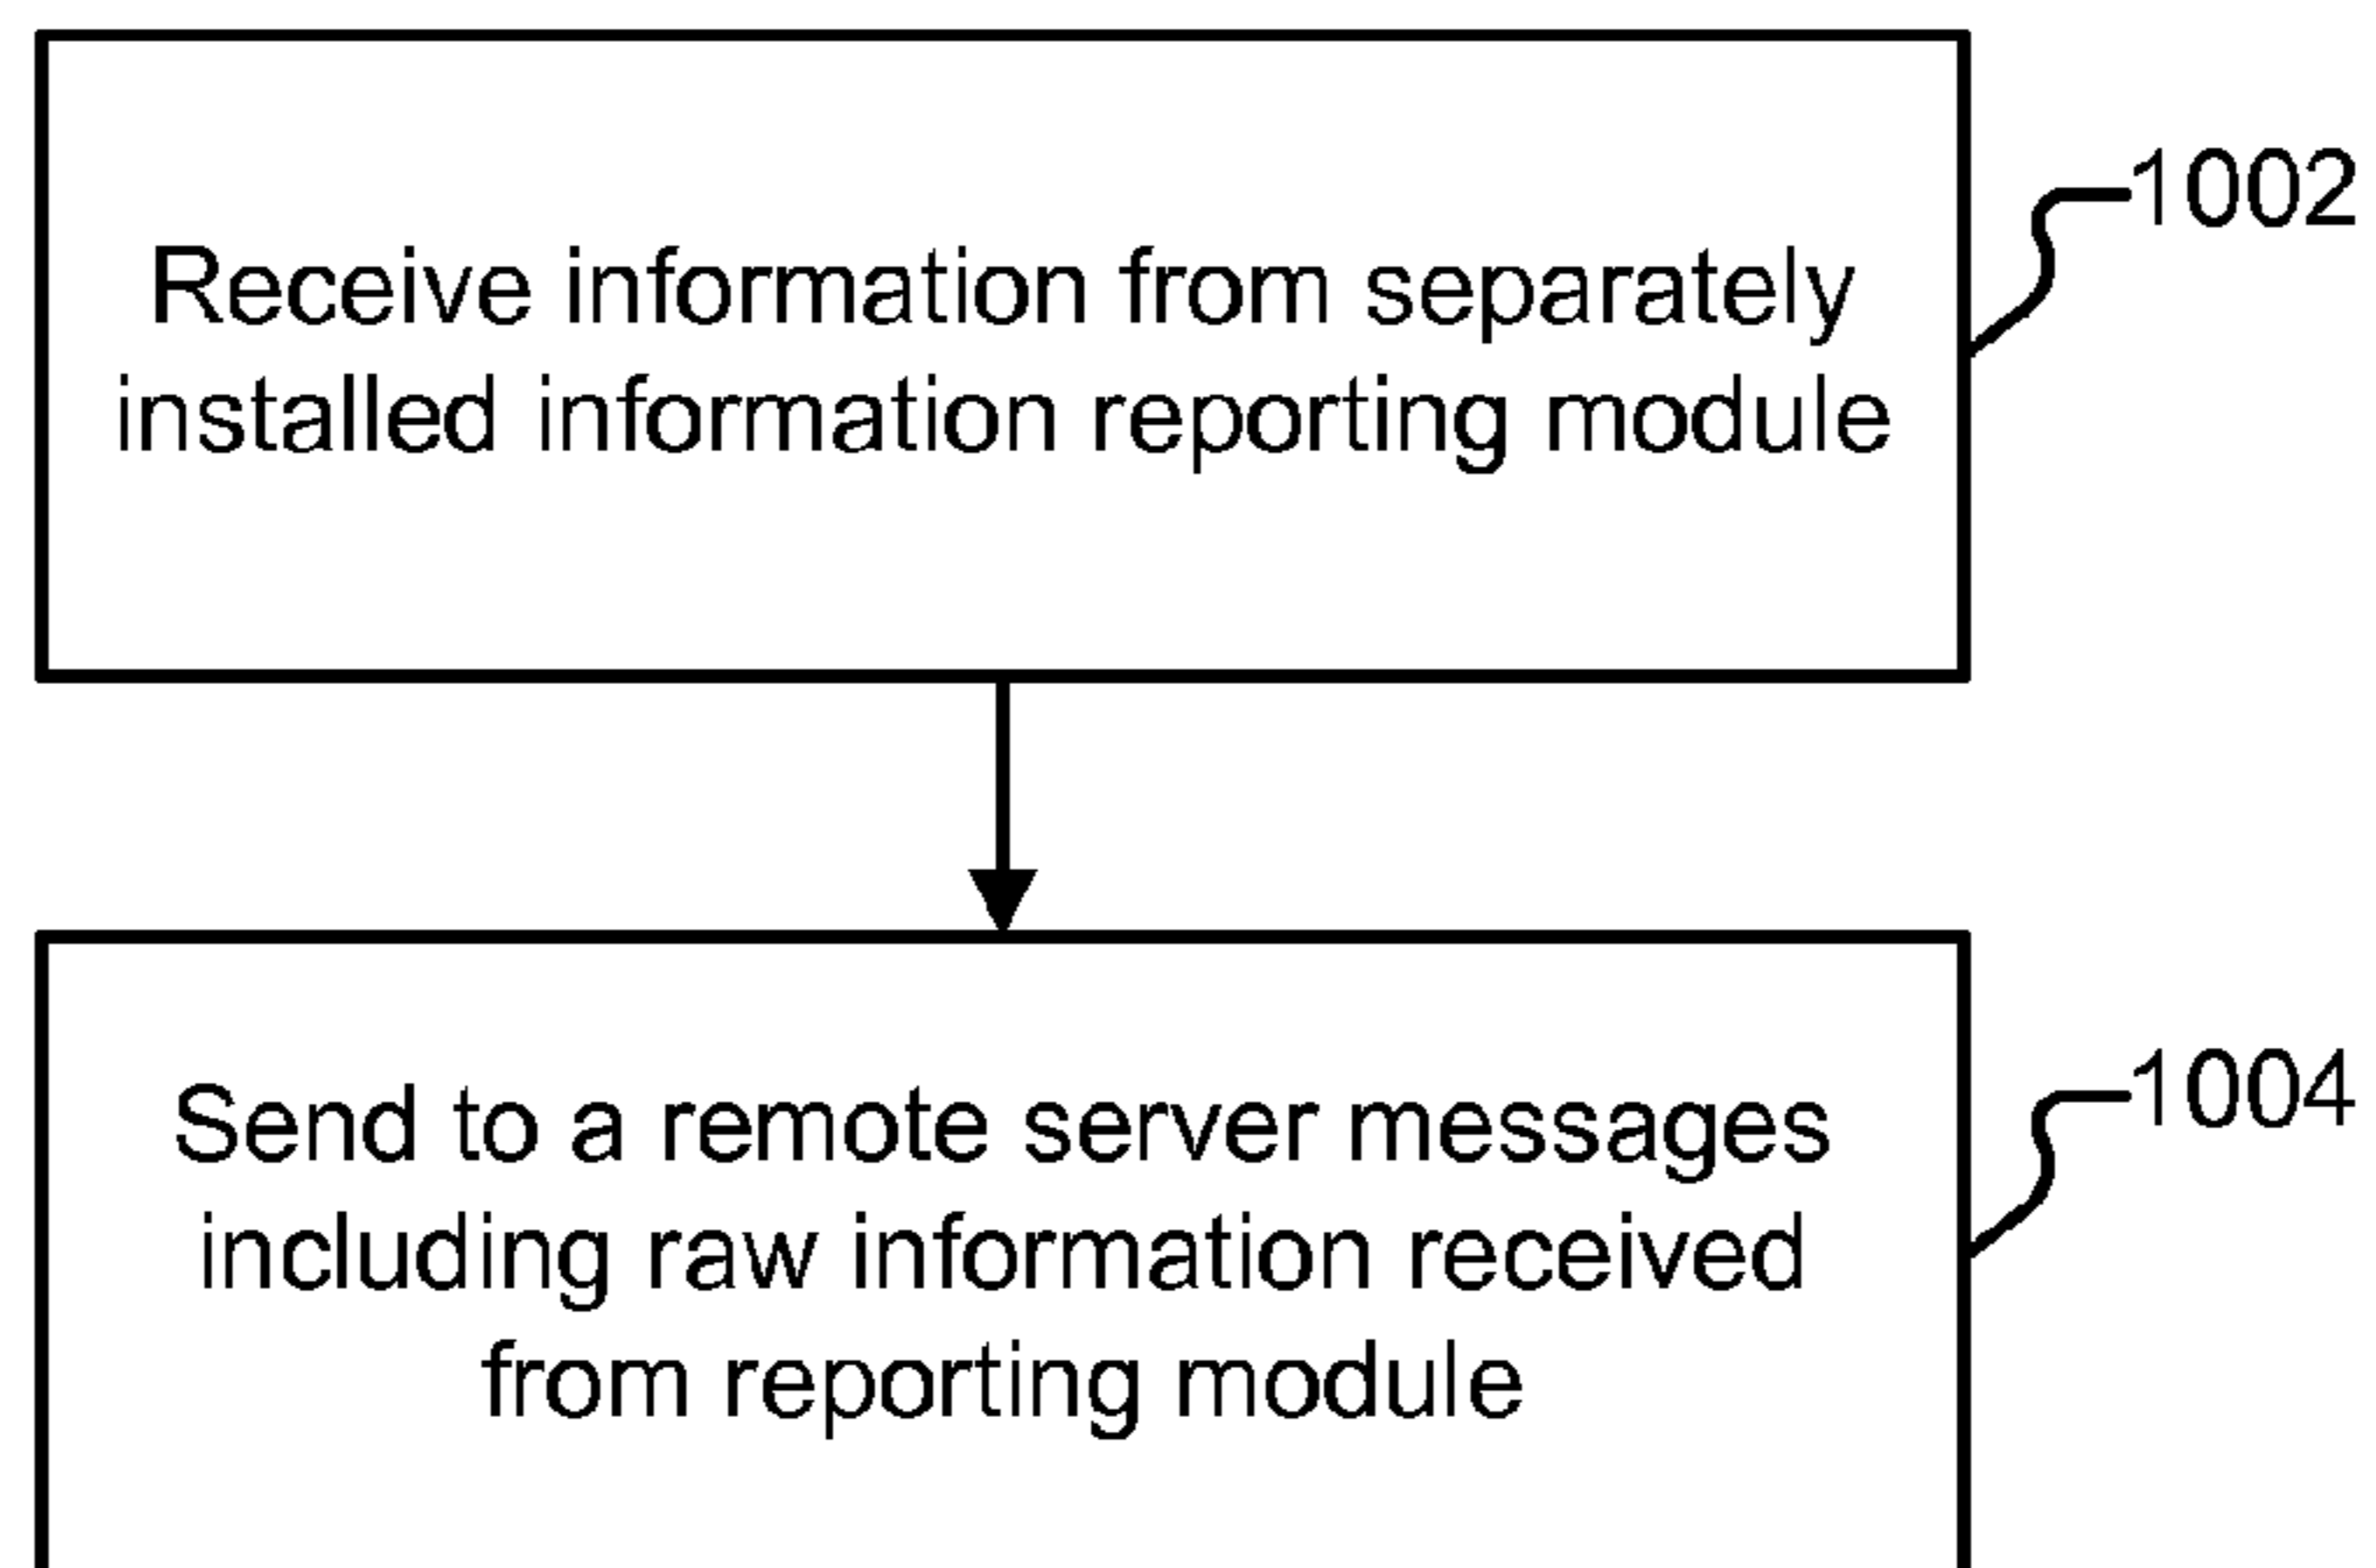 1002
Receive information from separately
installed information reporting module
1004
Send to a remote server messages
including raw information received
from reporting module